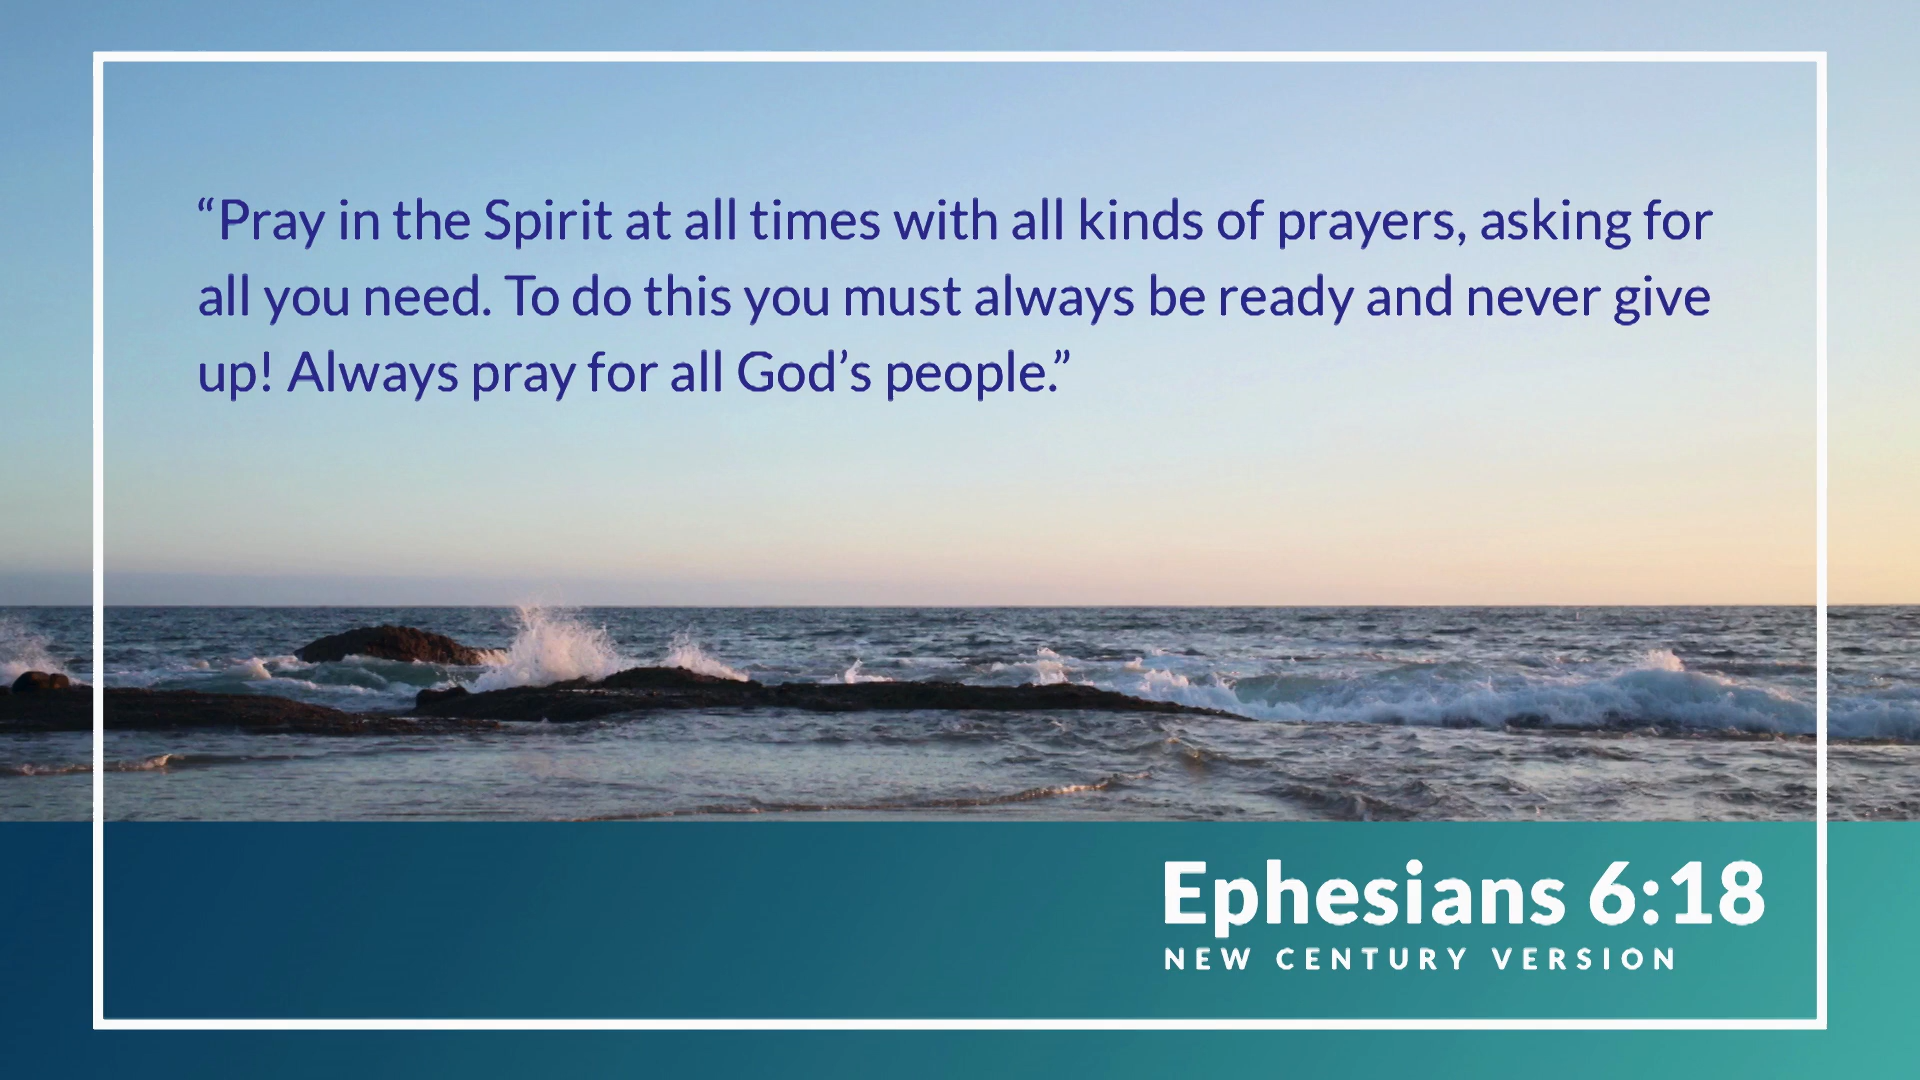 “Pray in the Spirit at all times with all kinds of prayers, asking for
all you need. To do this you must always be ready and never give
up! Always pray for all God’s people.”
Ephesians 6:18
NEW CENTURY VERSION